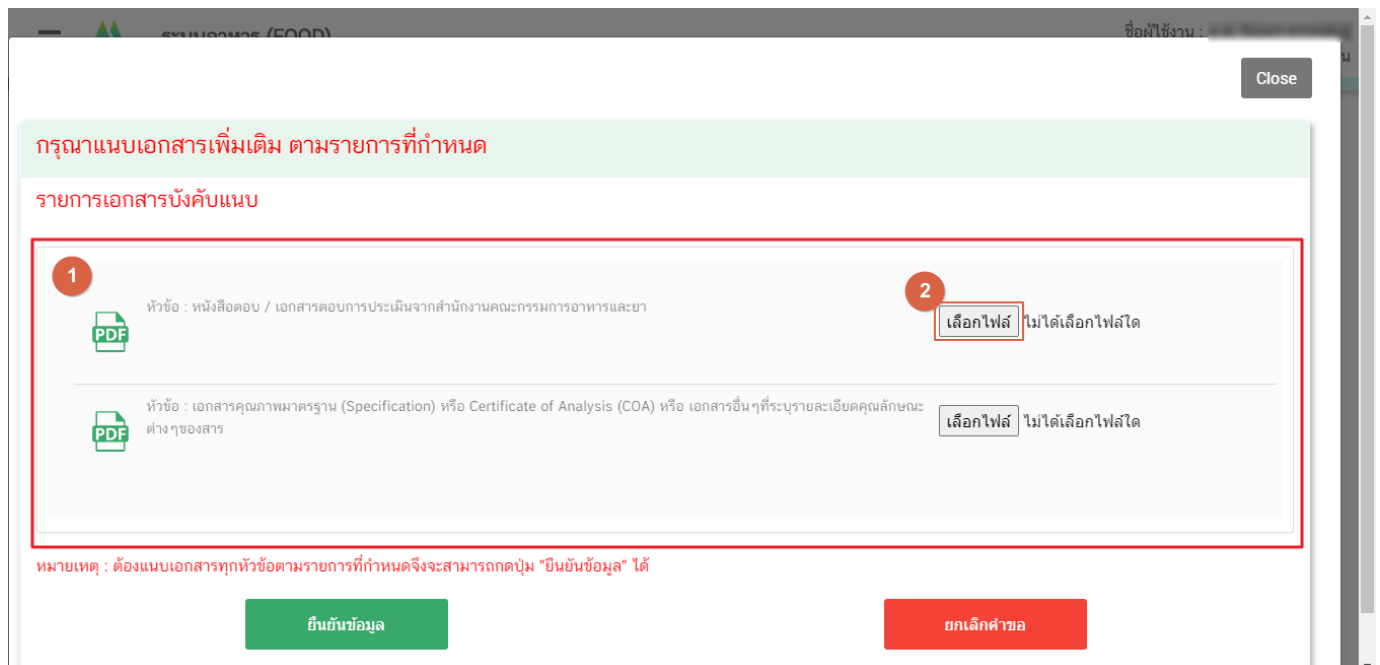 ระบบอาหาร (FOOD)
ชื่อผู้ใช้งาน :
น
Close
กรุณาแนบเอกสารเพิ่มเติม ตามรายการที่กำหนด
รายการเอกสารบังคับแนบ
1
2
หัวข้อ : หนังสือตอบ / เอกสารตอบการประเมินจากสำนักงานคณะกรรมการอาหารและยา
PDF
เลือกไฟล์ ไม่ได้เลือกไฟล์ใด
หัวข้อ : เอกสารคุณภาพมาตรฐาน (Specification) หรือ Certificate of Analysis (COA) หรือ เอกสารอื่นๆที่ระบุรายละเอียดคุณลักษณะ
ต่างๆของสาร
PDF
เลือกไฟล์ ไม่ได้เลือกไฟล์ใด
หมายเหตุ : ต้องแนบเอกสารทุกหัวข้อตามรายการที่กำหนดจึงจะสามารถกดปุ่ม "ยืนยันข้อมูล" ได้
ยืนยันข้อมูล
ยกเลิกคำขอ